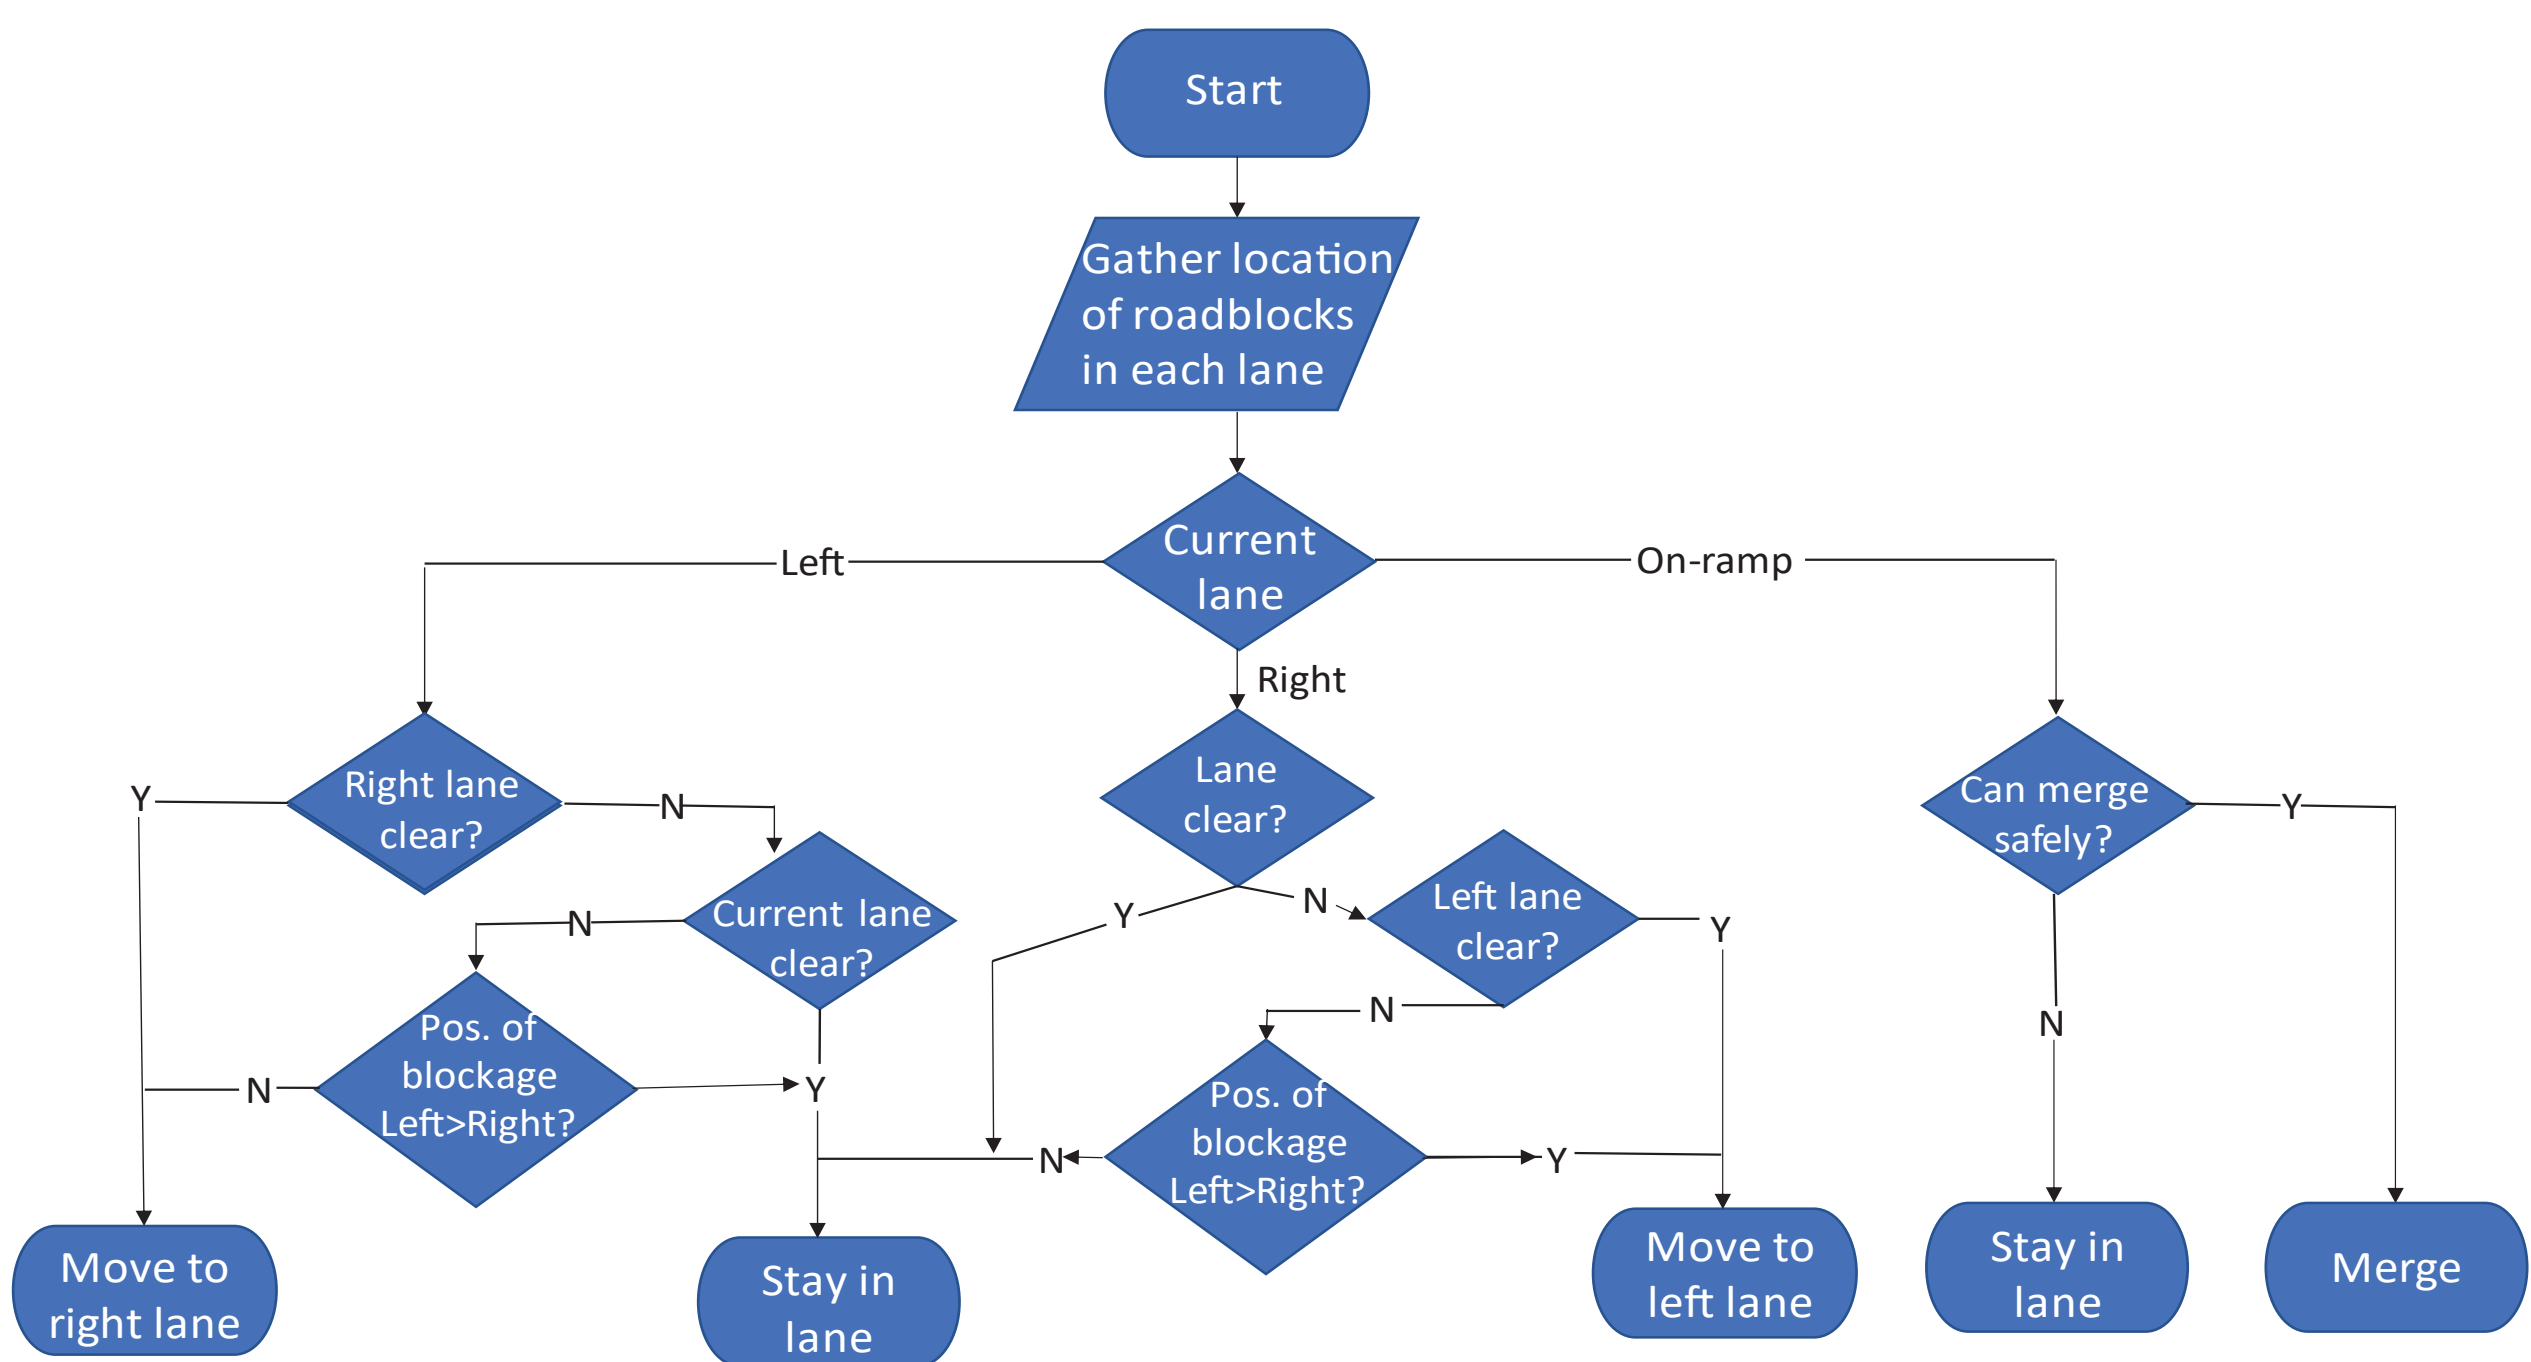 Start
Gather location
of roadblocks
in each lane
Current
lane
Left
On-ramp
Right
Right lane
clear?
Y
N
Lane
clear?
Can merge
safely?
Y
Current lane
clear?
N
Y
N
Left lane
clear?
Y
N
N
Pos. of
blockage
Left>Right?
N
Y
Pos. of
blockage
Left>Right?
N
Y
Move to
right lane
Stay in
lane
Move to
left lane
Stay in
lane
Merge